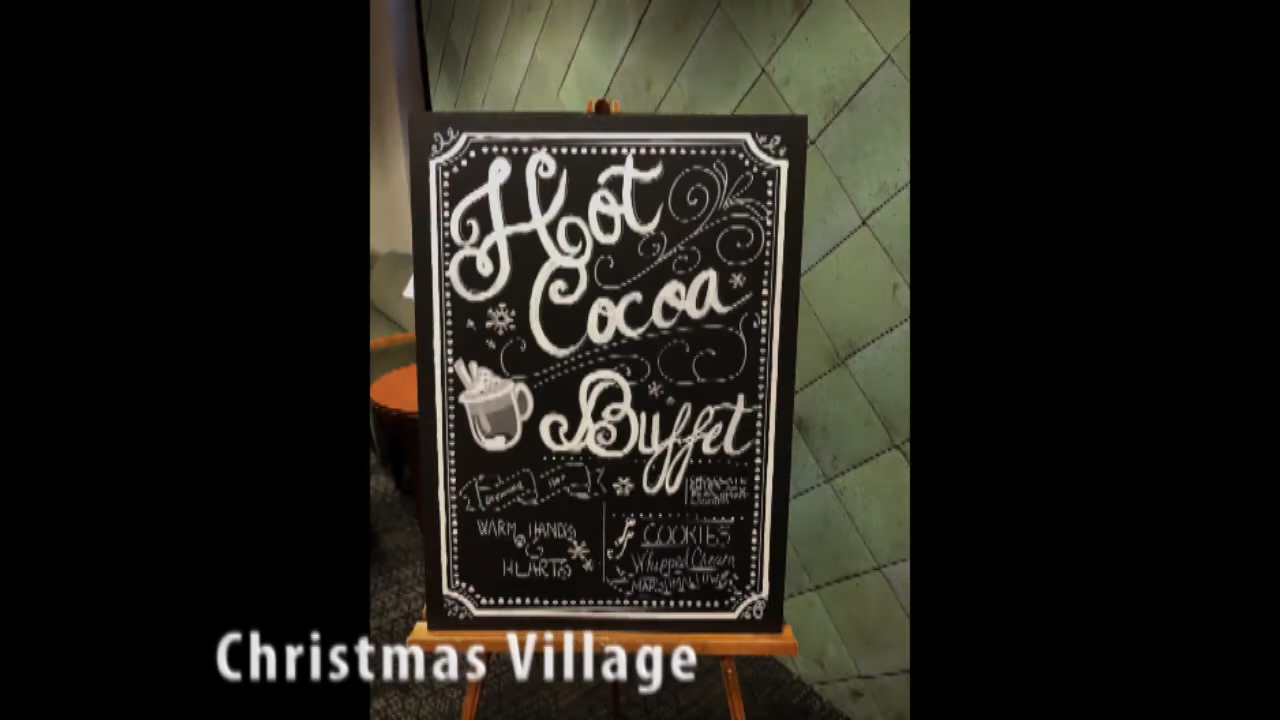 Hot
Cocoa
Buffet
WARM HANDS
HEARTS
COOKIES
Whipped Cream
Christmas Village